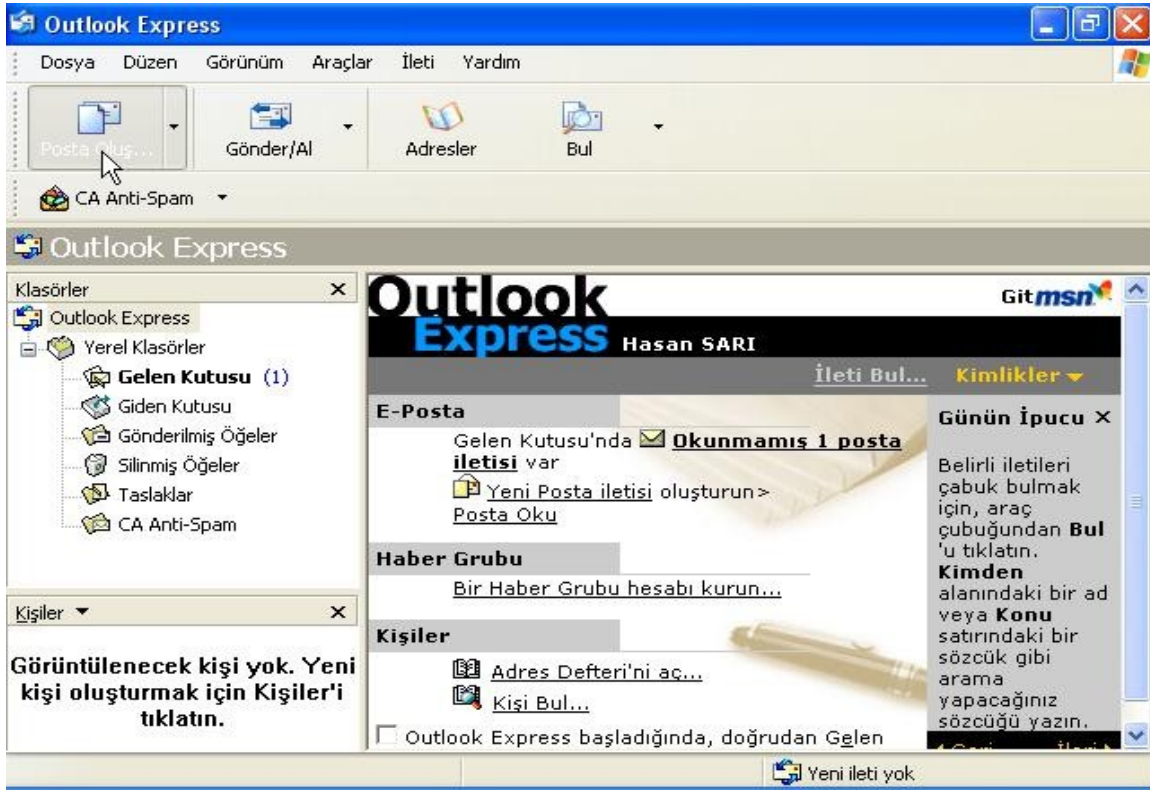 Outlook Express
Dosya Düzen Görünüm Araçlar İleti Yardım
Posta Oluş... Gönder/Al Adresler Bul
CA Anti-Spam
Outlook Express
Klasörler
Outlook Express
Yerel Klasörler
Gelen Kutusu (1)
Giden Kutusu
Gönderilmiş Öğeler
Silinmiş Öğeler
Taslaklar
CA Anti-Spam
Kişiler
Görüntülenecek kişi yok. Yeni
kişi oluşturmak için Kişiler'i
tıklatın.
Outlook
Git msn
Express Hasan SARI
İleti Bul... Kimlikler
E-Posta
Gelen Kutusu'nda Okunmamış 1 posta
iletisi var
Yeni Posta iletisi oluşturun>
Posta Oku
Haber Grubu
Bir Haber Grubu hesabı kurun...
Kişiler
Adres Defteri'ni aç...
Kişi Bul...
Outlook Express başladığında, doğrudan Gelen
Günün İpucu
Belirli iletileri
çabuk bulmak
için, araç
çubuğundan Bul
'u tıklatın.
Kimden
alanındaki bir ad
veya Konu
satırındaki bir
sözcük gibi
arama
yapacağınız
sözcüğü yazın.
Yeni ileti yok